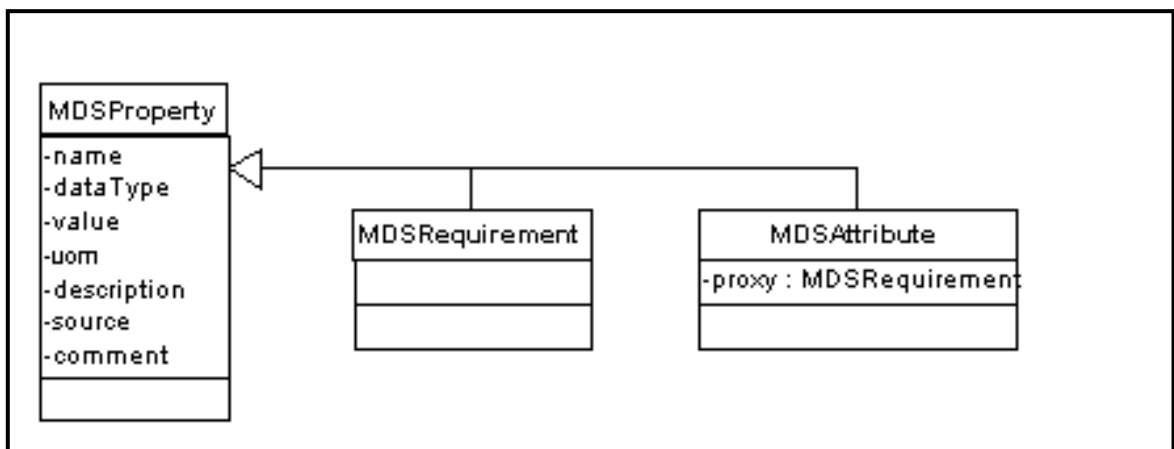 MDSProperty
-name
-dataType
-value
-uom
-description
-source
-comment
MDSRequirement
MDSAttribute
-proxy : MDSRequirement